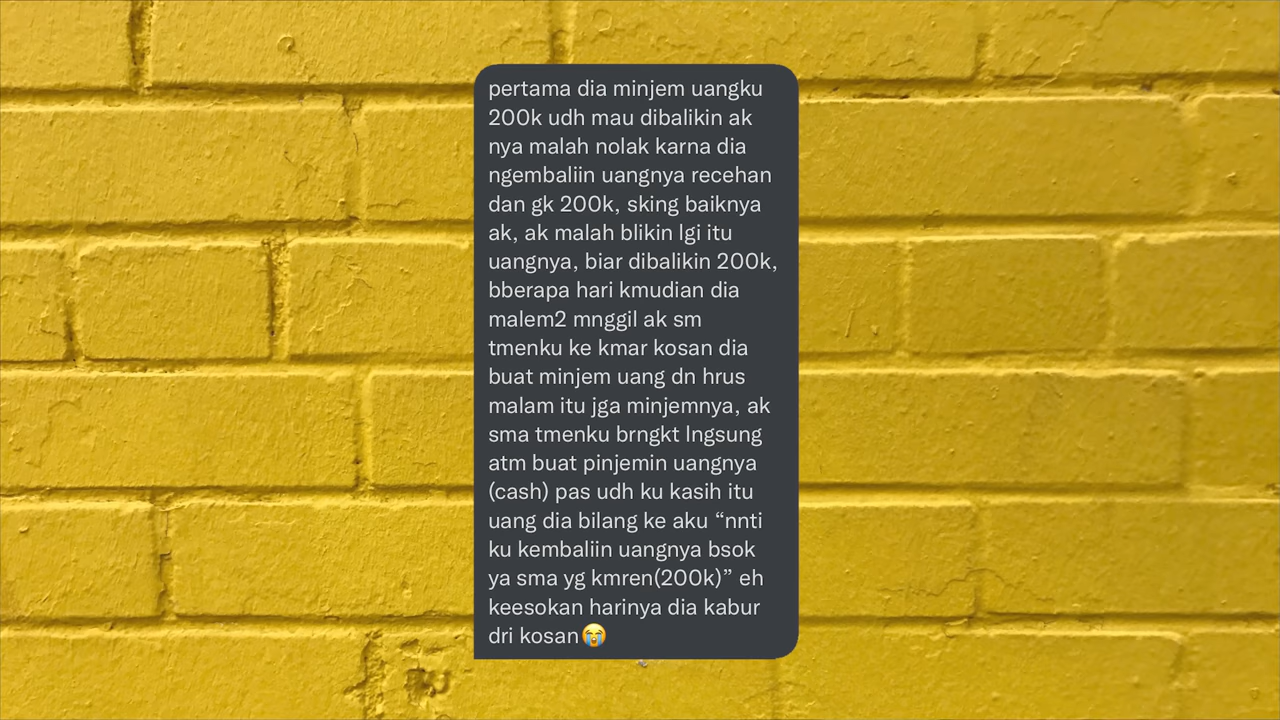 pertama dia minjem uangku
200k udh mau dibalikin ak
nya malah nolak karna dia
ngembaliin uangnya recehan
dan gk 200k, sking baiknya
ak, ak malah blikin lgi itu
uangnya, biar dibalikin 200k,
bberapa hari kmudian dia
malem2 mnggil ak sm
tmenku ke kmar kosan dia
buat minjem uang dn hrus
malam itu jga minjemnya, ak
sma tmenku brngkt lngsung
atm buat pinjemin uangnya
(cash) pas udh ku kasih itu
uang dia bilang ke aku “nnti
ku kembaliin uangnya bsok
ya sma yg kmren(200k)” eh
keesokan harinya dia kabur
dri kosan😭